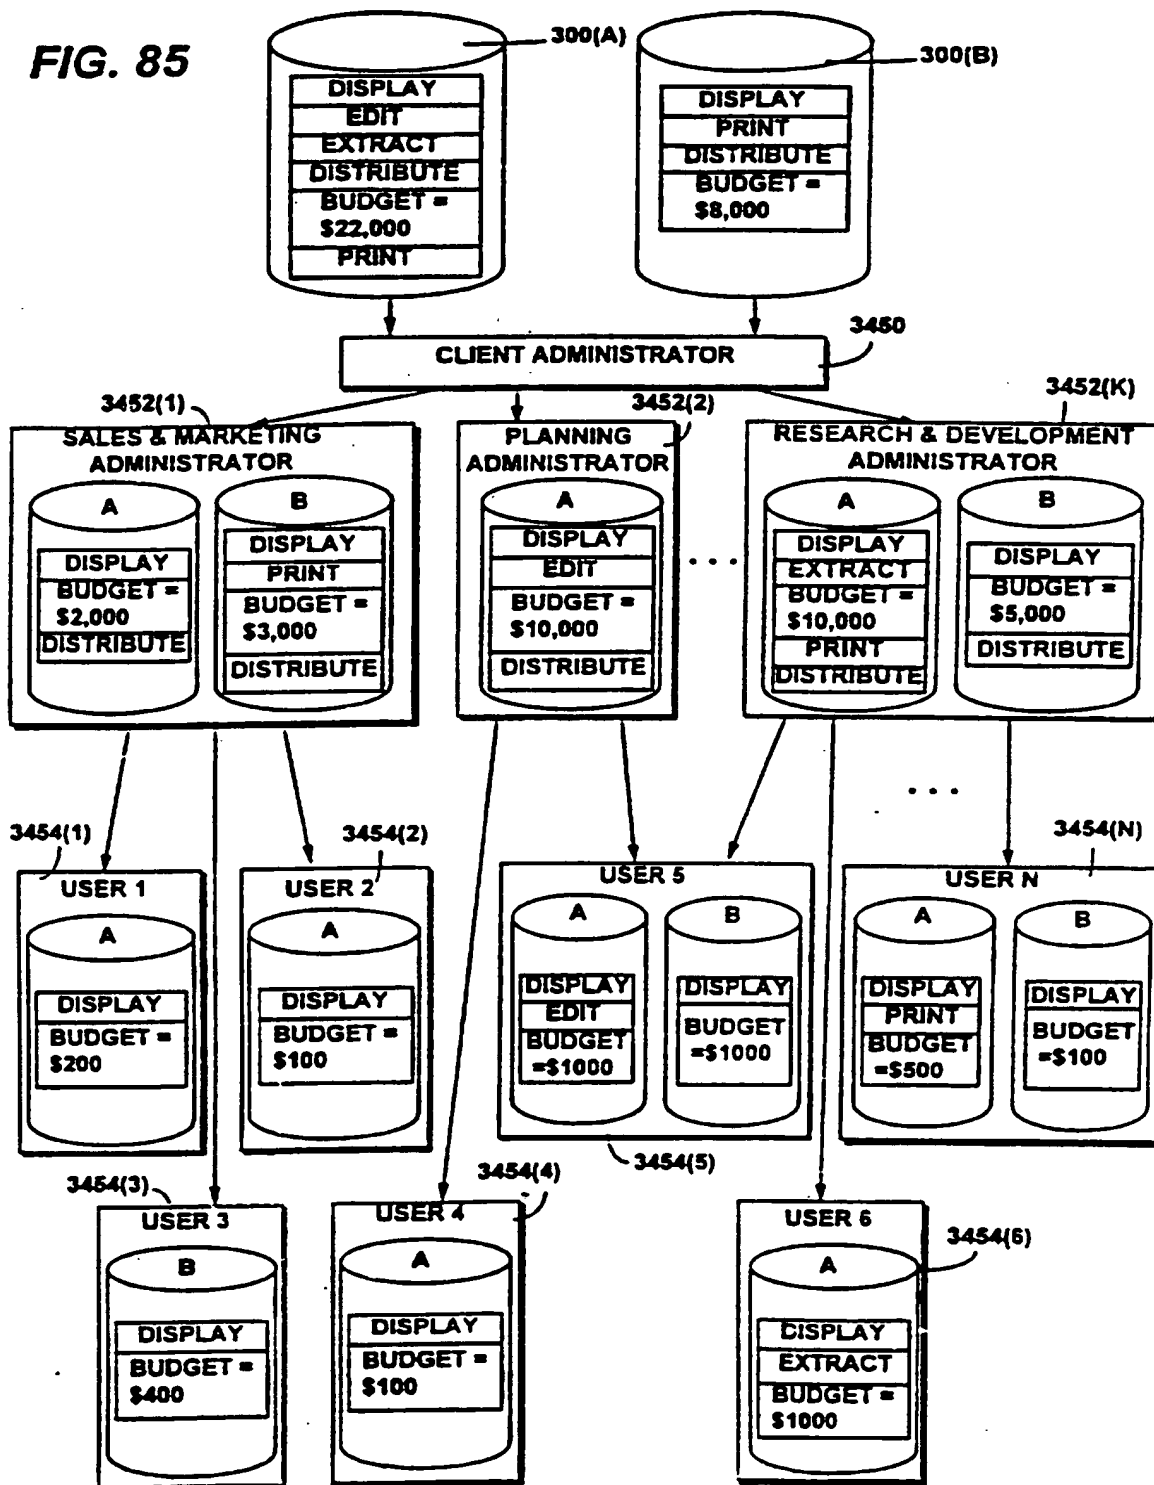 FIG. 85
300(A)
300(B)
DISPLAY
EDIT
EXTRACT
DISTRIBUTE
BUDGET =
$22,000
PRINT
DISPLAY
PRINT
DISTRIBUTE
BUDGET =
$8,000
3450
CLIENT ADMINISTRATOR
3452(1)
SALES & MARKETING
ADMINISTRATOR
A
DISPLAY
BUDGET =
$2,000
DISTRIBUTE
B
DISPLAY
PRINT
BUDGET =
$3,000
DISTRIBUTE
3452(2)
PLANNING
ADMINISTRATOR
A
DISPLAY
EDIT
BUDGET =
$10,000
DISTRIBUTE
. . .
3452(K)
RESEARCH & DEVELOPMENT
ADMINISTRATOR
A
DISPLAY
EXTRACT
BUDGET =
$10,000
PRINT
DISTRIBUTE
B
DISPLAY
BUDGET =
$5,000
DISTRIBUTE
. . .
3454(1)
USER 1
A
DISPLAY
BUDGET =
$200
3454(2)
USER 2
A
DISPLAY
BUDGET =
$100
USER 5
A
DISPLAY
EDIT
BUDGET
=$1000
B
DISPLAY
BUDGET
=$1000
3454(5)
3454(N)
USER N
A
DISPLAY
PRINT
BUDGET
=$500
B
DISPLAY
BUDGET
=$100
3454(3)
USER 3
B
DISPLAY
BUDGET =
$400
3454(4)
USER 4
A
DISPLAY
BUDGET =
$100
USER 6
3454(6)
A
DISPLAY
EXTRACT
BUDGET =
$1000